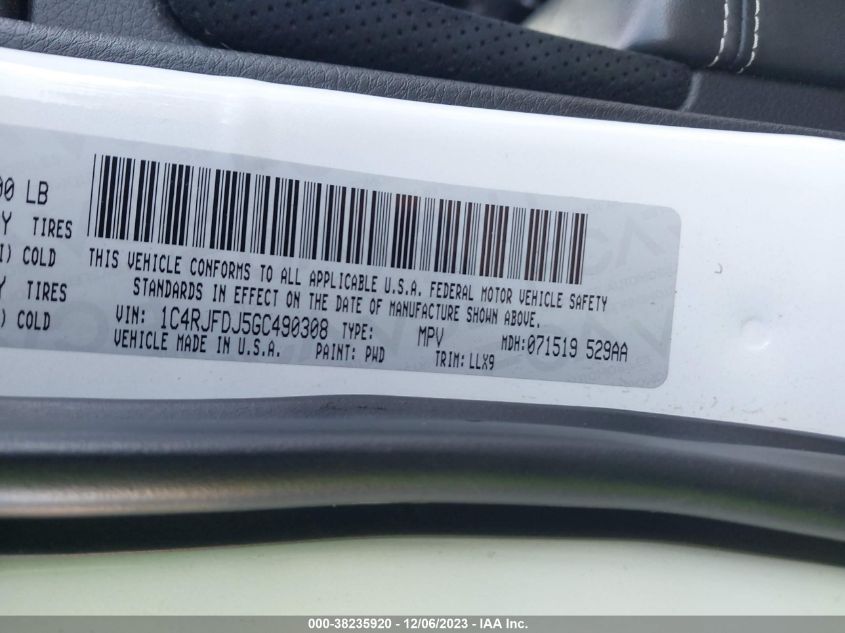 00 LB
Y TIRES
I) COLD
Y TIRES
) COLD
THIS VEHICLE CONFORMS TO ALL APPLICABLE U.S.A. FEDERAL MOTOR VEHICLE SAFETY
STANDARDS IN EFFECT ON THE DATE OF MANUFACTURE SHOWN ABOVE.
VIN: 1C4RJFDJ5GC490308 TYPE: MPV MDH:071519 529AA
VEHICLE MADE IN U.S.A. PAINT: PWD TRIM:LLX9
000-38235920 - 12/06/2023 - IAA Inc.